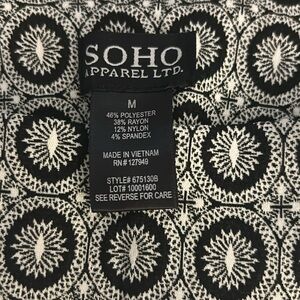 SOHO
APPAREL LTD.
M
46% POLYESTER
38% RAYON
12% NYLON
4% SPANDEX
MADE IN VIETNAM
RN# 127949
STYLE# 675130B
LOT# 10001600
SEE REVERSE FOR CARE